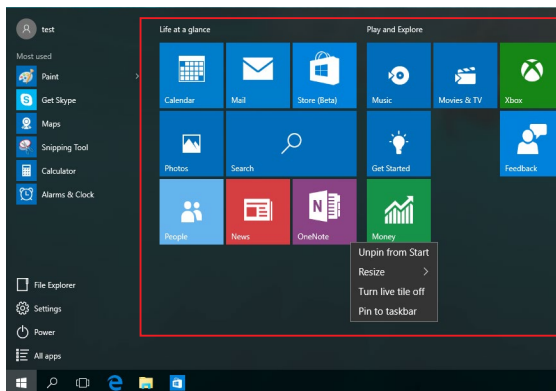 test
Most used
Paint
Get Skype
Maps
Snipping Tool
Calculator
Alarms & Clock
File Explorer
Settings
Power
All apps
Life at a glance
Calendar
Mail
Store (Beta)
Photos
Search
People
News
OneNote
Play and Explore
Music
Movies & TV
Xbox
Get Started
Feedback
Money
Unpin from Start
Resize
Turn live tile off
Pin to taskbar